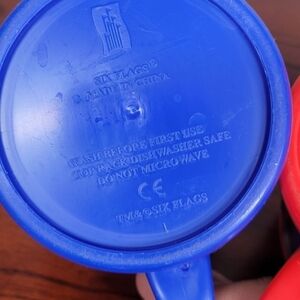 SIX FLAGS®
MADE IN CHINA
WASH BEFORE FIRST USE
TOP RACK DISHWASHER SAFE
DO NOT MICROWAVE
CE
TM & © SIX FLAGS
1